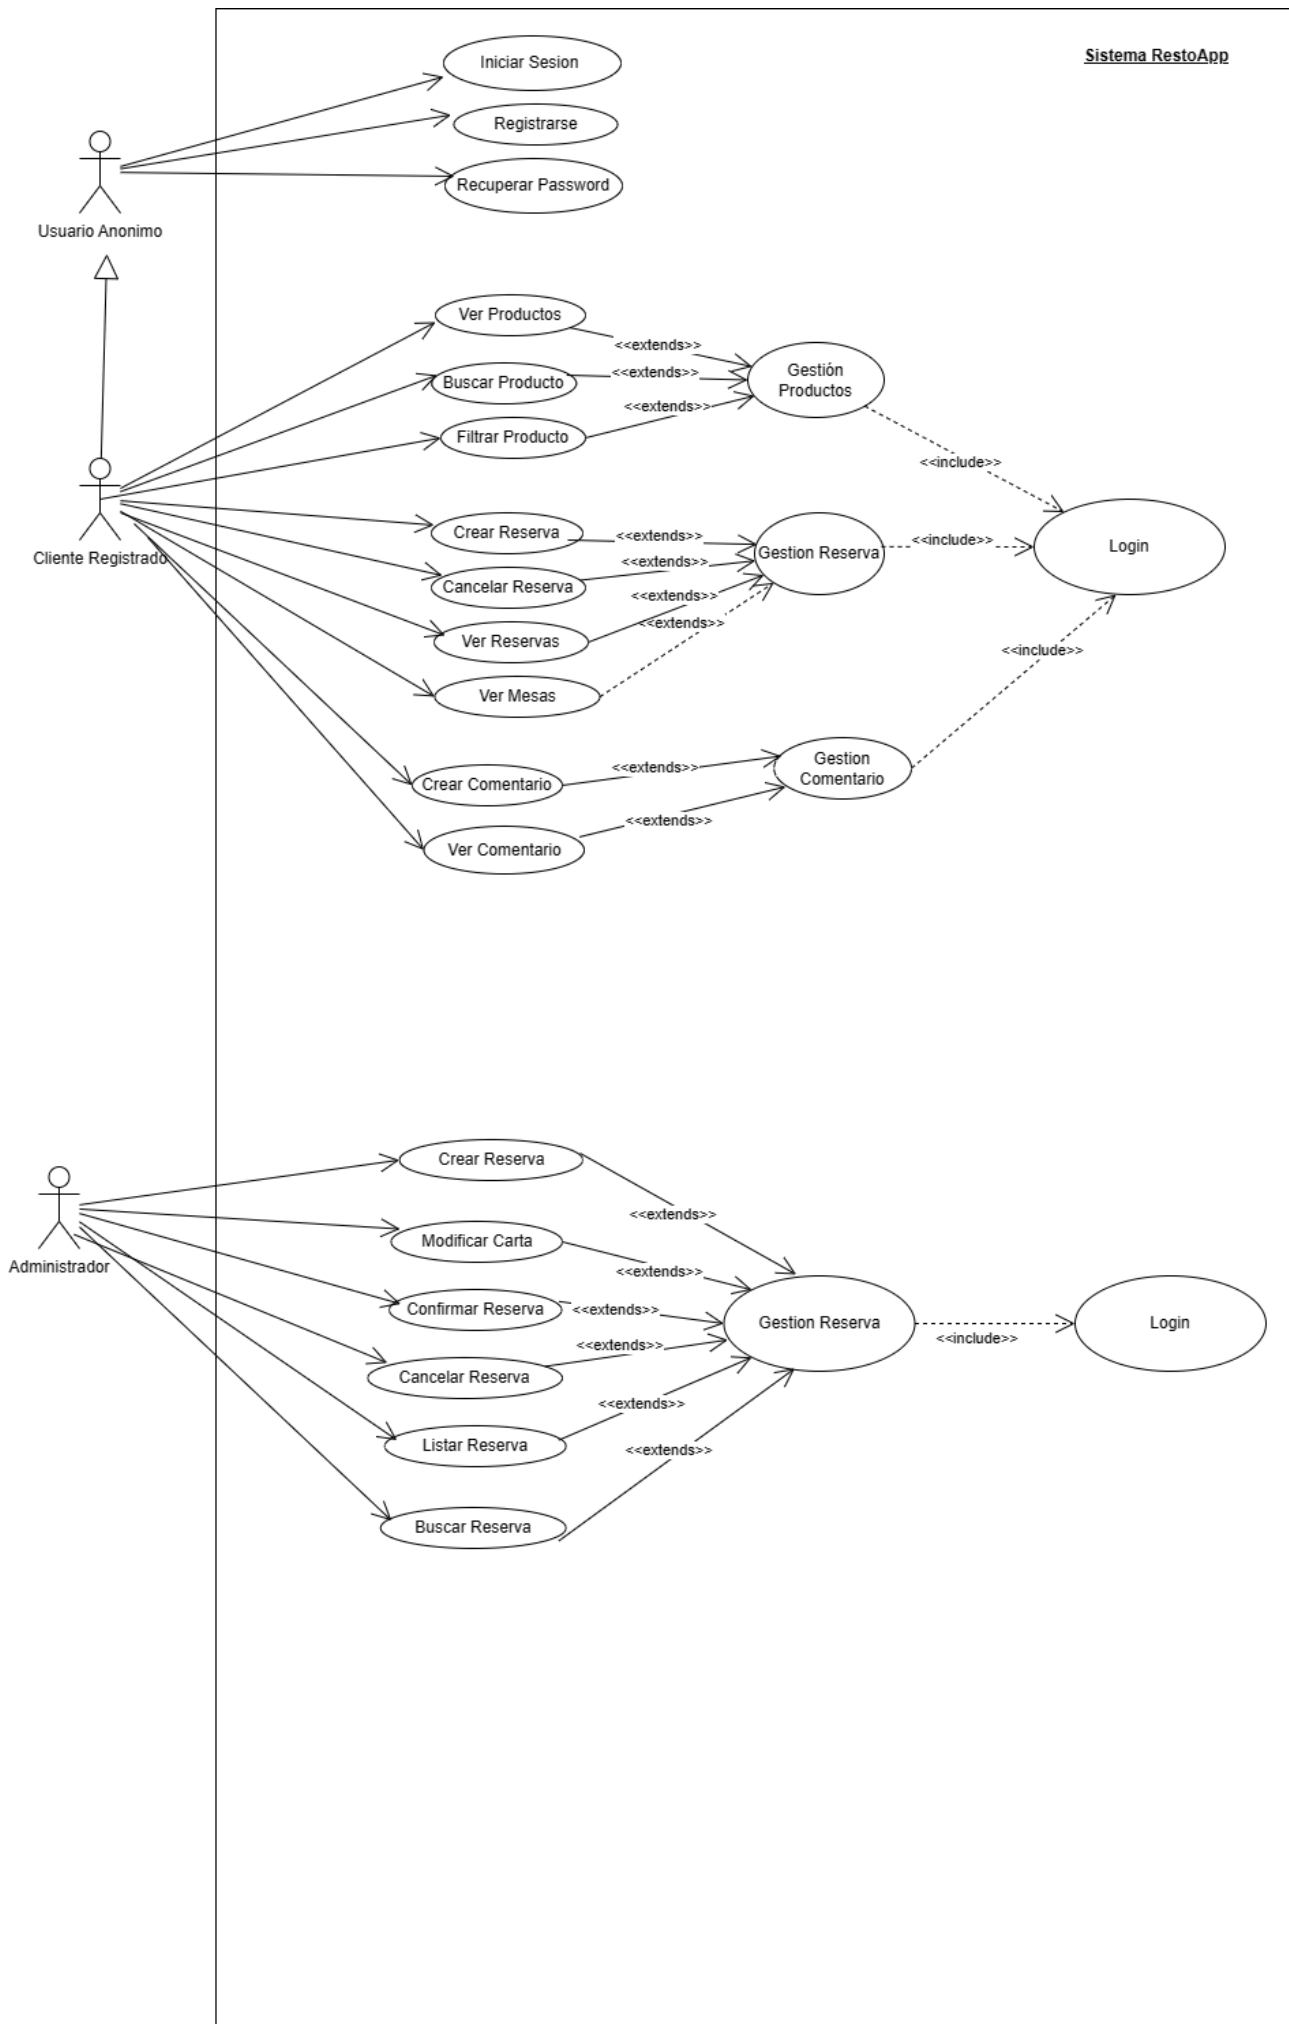 Sistema RestoApp
Iniciar Sesion
Registrarse
Recuperar Password
Usuario Anonimo
Ver Productos
<<extends>>
Gestión
Productos
Buscar Producto
<<extends>>
<<extends>>
Filtrar Producto
<<include>>
Cliente Registrado
Crear Reserva
<<extends>>
Gestion Reserva
<<include>>
Login
Cancelar Reserva
<<extends>>
<<extends>>
<<extends>>
Ver Reservas
<<include>>
Ver Mesas
Gestion
Comentario
<<extends>>
Crear Comentario
<<extends>>
Ver Comentario
Crear Reserva
<<extends>>
Administrador
Modificar Carta
<<extends>>
Confirmar Reserva
<<extends>>
Gestion Reserva
<<include>>
Login
<<extends>>
Cancelar Reserva
<<extends>>
Listar Reserva
<<extends>>
Buscar Reserva